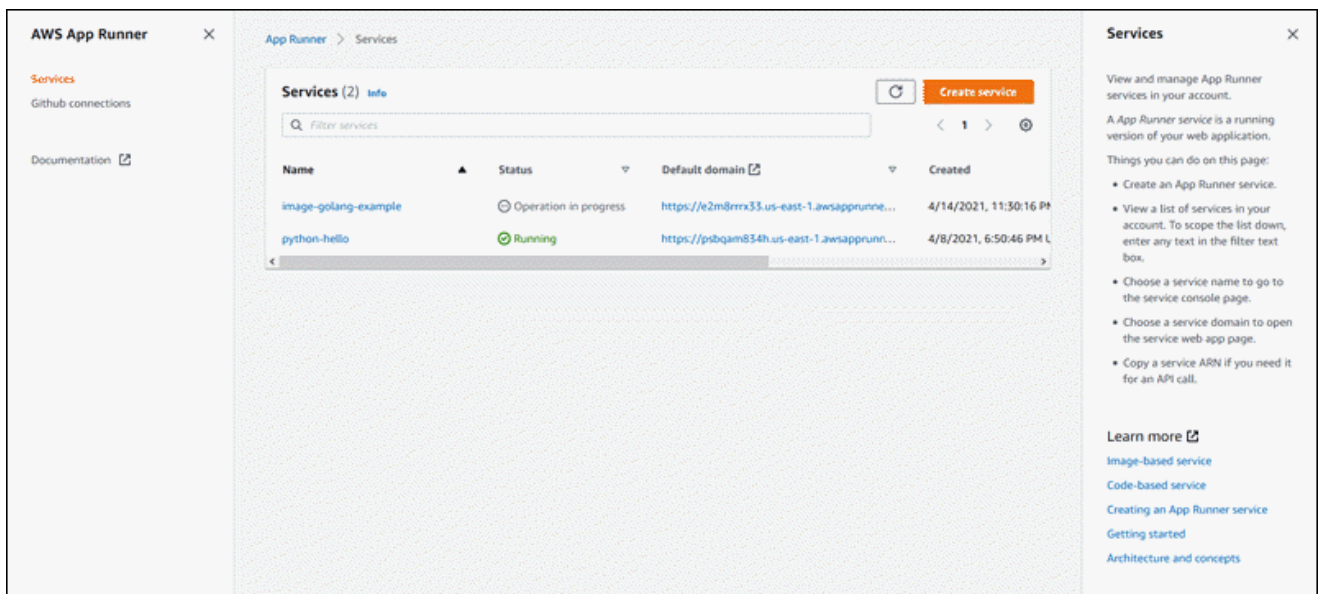 AWS App Runner
Services
Github connections
Documentation
App Runner > Services
Services (2) Info
Create service
Filter services
1
Name Status Default domain Created
image-golang-example Operation in progress https://e2m8rrrx33.us-east-1.awsapprunne... 4/14/2021, 11:30:16 PM
python-hello Running https://psbqam834h.us-east-1.awsapprunn... 4/8/2021, 6:50:46 PM U
Services
View and manage App Runner
services in your account.
A App Runner service is a running
version of your web application.
Things you can do on this page:
• Create an App Runner service.
• View a list of services in your
account. To scope the list down,
enter any text in the filter text
box.
• Choose a service name to go to
the service console page.
• Choose a service domain to open
the service web app page.
• Copy a service ARN if you need it
for an API call.
Learn more
Image-based service
Code-based service
Creating an App Runner service
Getting started
Architecture and concepts